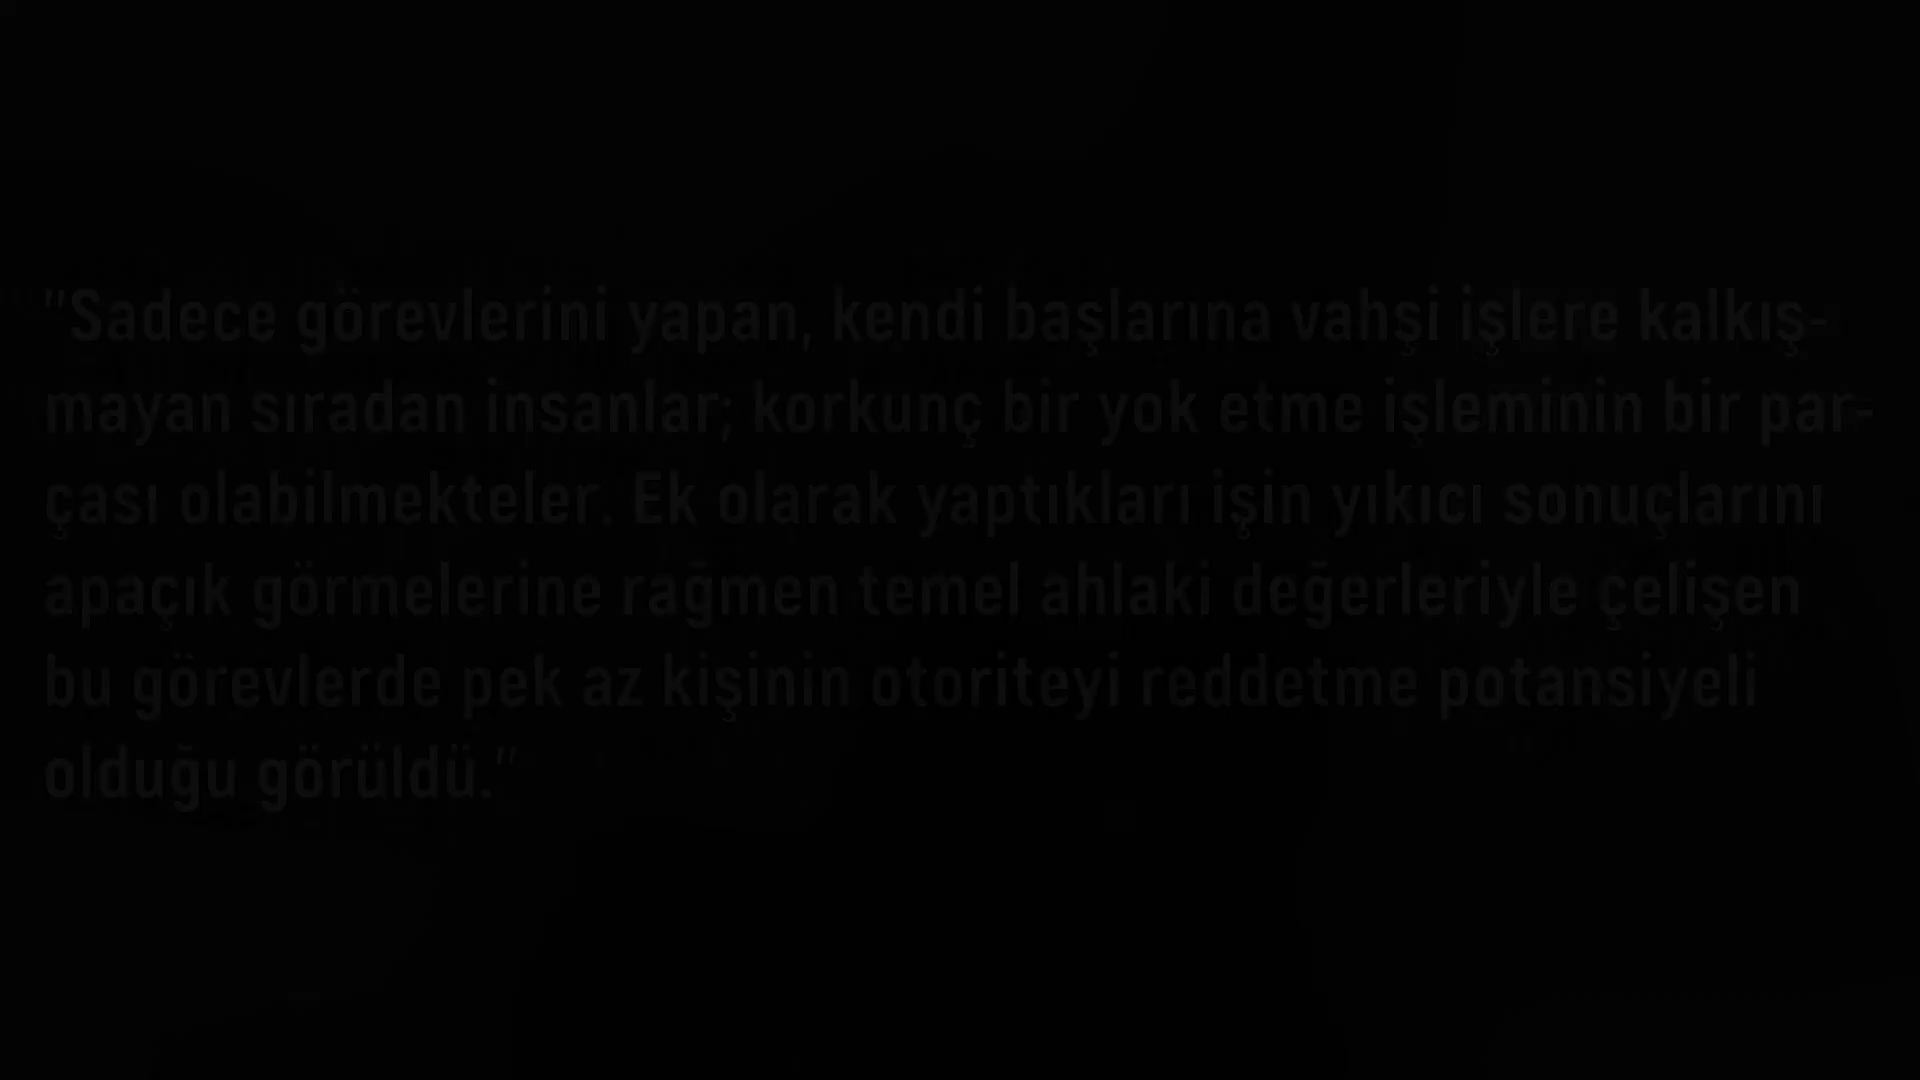 "Sadece görevlerini yapan, kendi başlarına vahşi işlere kalkış-
mayan sıradan insanlar; korkunç bir yok etme işleminin bir par-
çası olabilmekteler. Ek olarak yaptıkları işin yıkıcı sonuçlarını
apaçık görmelerine rağmen temel ahlaki değerleriyle çelişen
bu görevlerde pek az kişinin otoriteyi reddetme potansiyeli
olduğu görüldü."